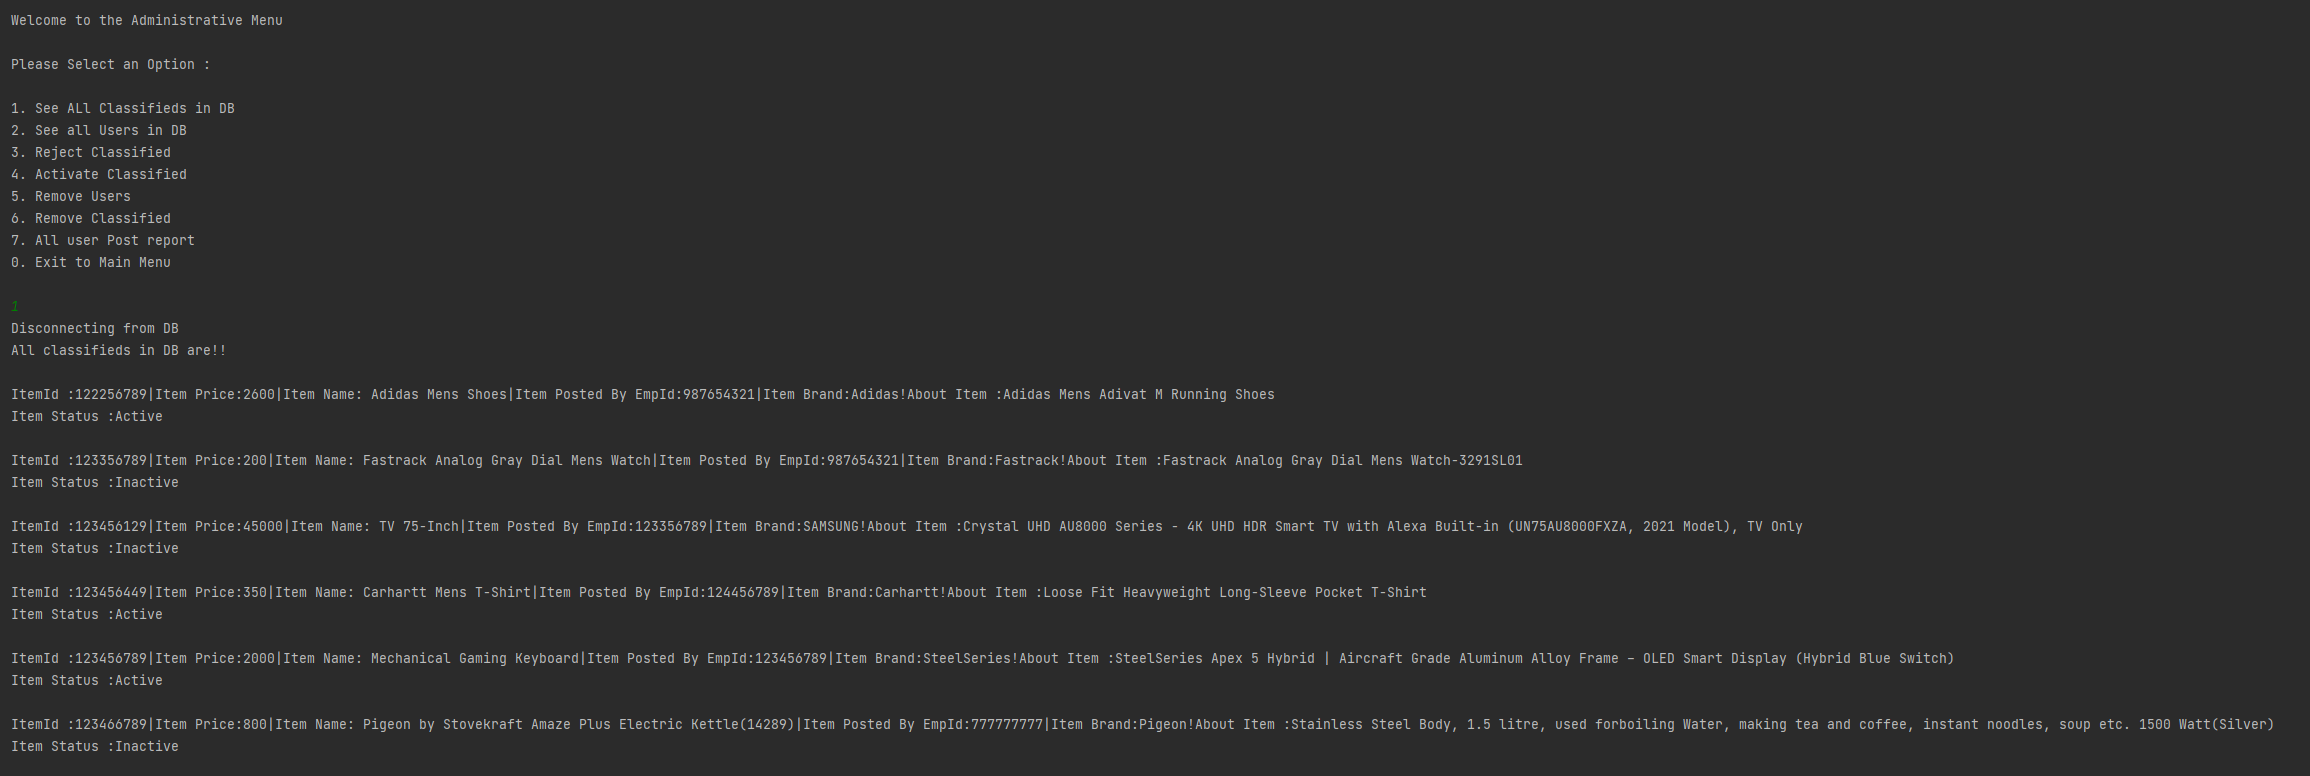 Welcome to the Administrative Menu
Please Select an Option :
1. See ALl Classifieds in DB
2. See all Users in DB
3. Reject Classified
4. Activate Classified
5. Remove Users
6. Remove Classified
7. All user Post report
0. Exit to Main Menu
1
Disconnecting from DB
All classifieds in DB are!!
ItemId :122256789|Item Price:2600|Item Name: Adidas Mens Shoes|Item Posted By EmpId:987654321|Item Brand:Adidas!About Item :Adidas Mens Adivat M Running Shoes
Item Status :Active
ItemId :123356789|Item Price:200|Item Name: Fastrack Analog Gray Dial Mens Watch|Item Posted By EmpId:987654321|Item Brand:Fastrack!About Item :Fastrack Analog Gray Dial Mens Watch-3291SL01
Item Status :Inactive
ItemId :123456129|Item Price:45000|Item Name: TV 75-Inch|Item Posted By EmpId:123356789|Item Brand:SAMSUNG!About Item :Crystal UHD AU8000 Series - 4K UHD HDR Smart TV with Alexa Built-in (UN75AU8000FXZA, 2021 Model), TV Only
Item Status :Inactive
ItemId :123456449|Item Price:350|Item Name: Carhartt Mens T-Shirt|Item Posted By EmpId:124456789|Item Brand:Carhartt!About Item :Loose Fit Heavyweight Long-Sleeve Pocket T-Shirt
Item Status :Active
ItemId :123456789|Item Price:2000|Item Name: Mechanical Gaming Keyboard|Item Posted By EmpId:123456789|Item Brand:SteelSeries!About Item :SteelSeries Apex 5 Hybrid | Aircraft Grade Aluminum Alloy Frame – OLED Smart Display (Hybrid Blue Switch)
Item Status :Active
ItemId :123466789|Item Price:800|Item Name: Pigeon by Stovekraft Amaze Plus Electric Kettle(14289)|Item Posted By EmpId:777777777|Item Brand:Pigeon!About Item :Stainless Steel Body, 1.5 litre, used forboiling Water, making tea and coffee, instant noodles, soup etc. 1500 Watt(Silver)
Item Status :Inactive